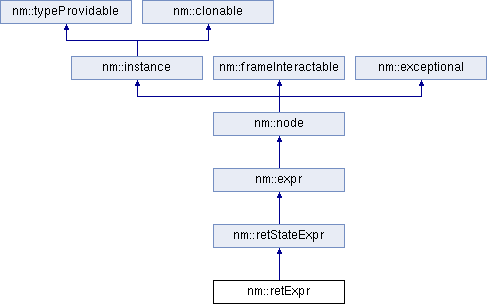 nm::typeProvidable nm::clonable
nm::instance nm::frameInteractable nm::exceptional
nm::node
nm::expr
nm::retStateExpr
nm::retExpr